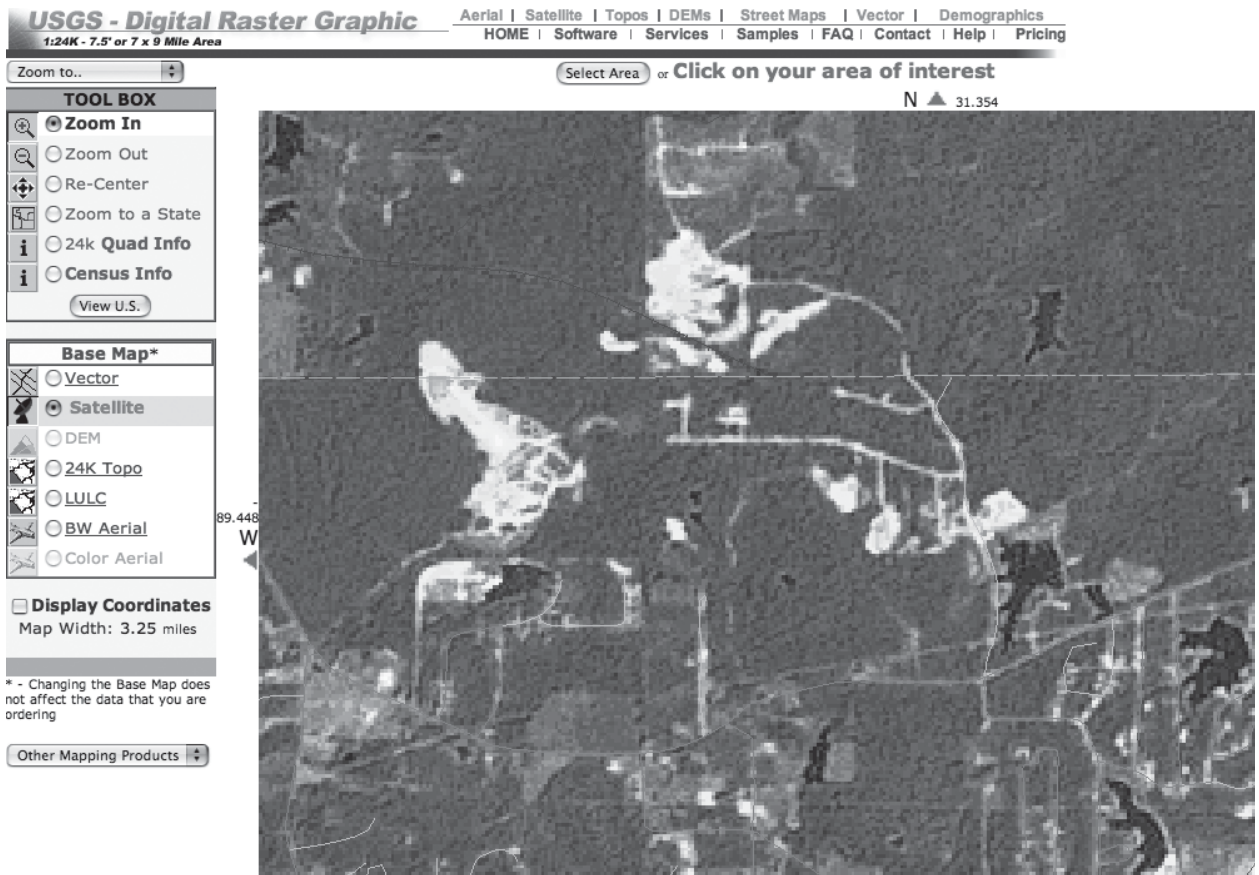 USGS - Digital Raster Graphic
1:24K - 7.5' or 7 x 9 Mile Area
Aerial | Satellite | Topos | DEMs | Street Maps | Vector | Demographics
HOME | Software | Services | Samples | FAQ | Contact | Help | Pricing
Zoom to..
Select Area or Click on your area of interest
N 31.354
TOOL BOX
Zoom In
Zoom Out
Re-Center
Zoom to a State
i 24k Quad Info
i Census Info
View U.S.
Base Map*
Vector
Satellite
DEM
24K Topo
LULC
BW Aerial
Color Aerial
-
89.448
W
Display Coordinates
Map Width: 3.25 miles
* - Changing the Base Map does
not affect the data that you are
ordering
Other Mapping Products